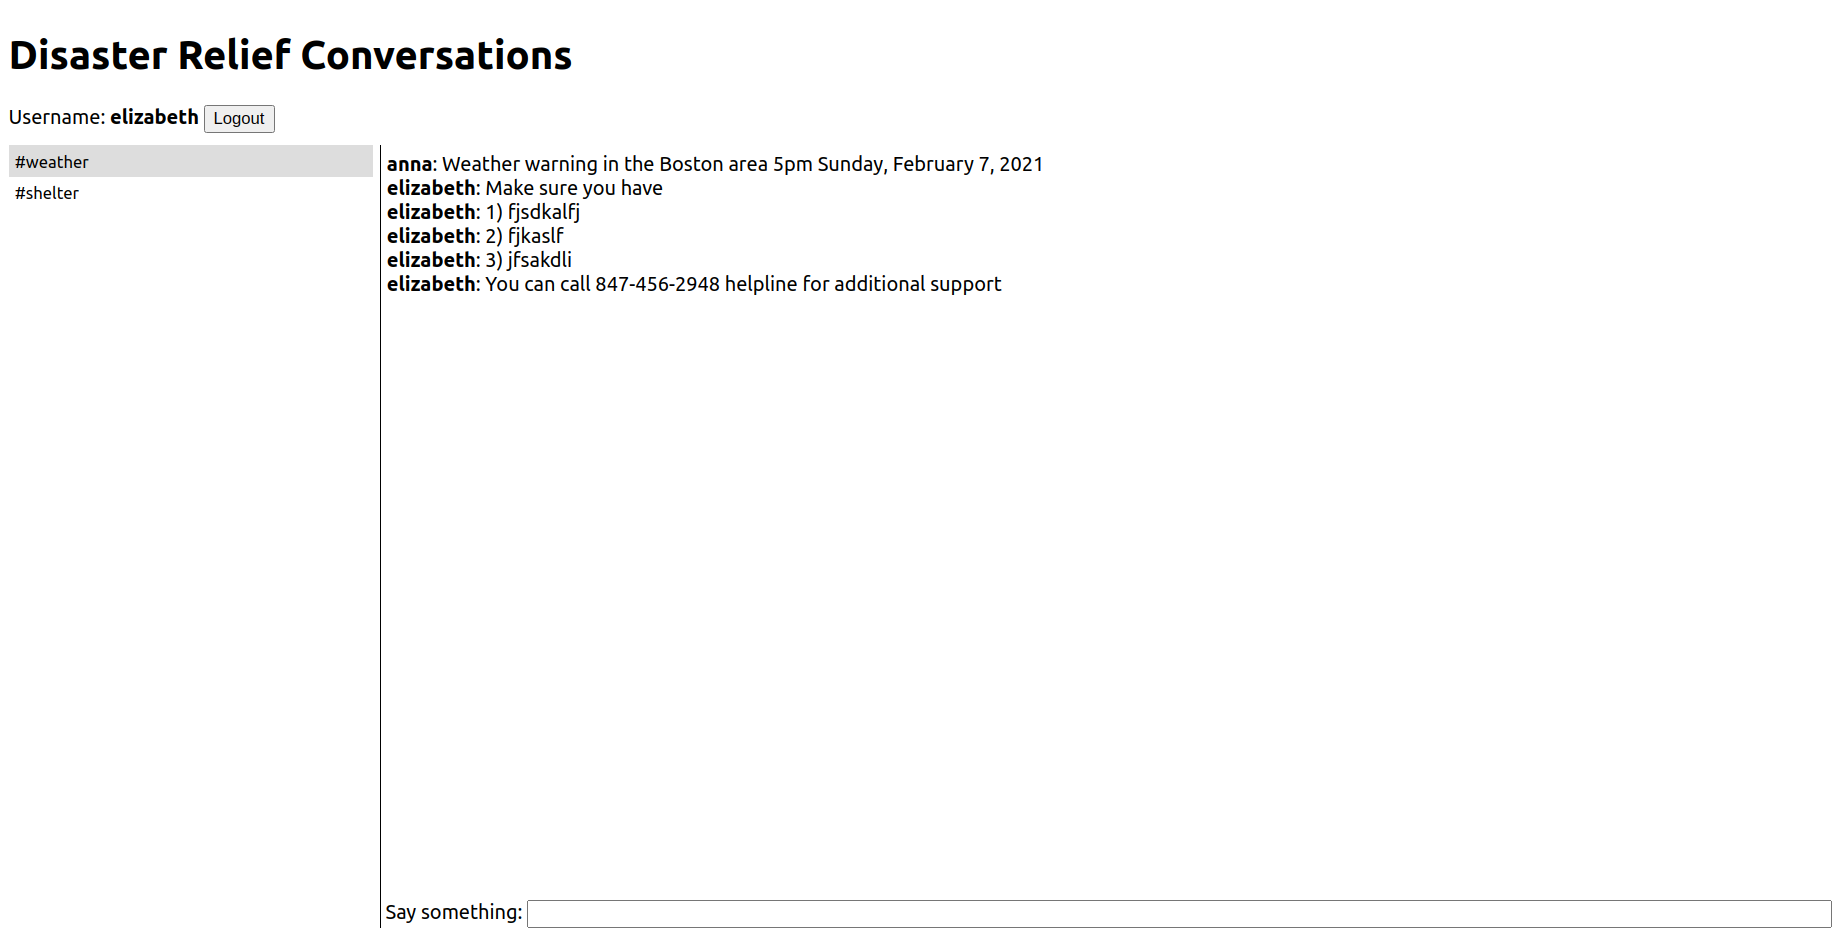 Disaster Relief Conversations
Username: elizabeth Logout
#weather
#shelter
anna: Weather warning in the Boston area 5pm Sunday, February 7, 2021
elizabeth: Make sure you have
elizabeth: 1) fjsdkalfj
elizabeth: 2) fjkaslf
elizabeth: 3) jfsakdli
elizabeth: You can call 847-456-2948 helpline for additional support
Say something: